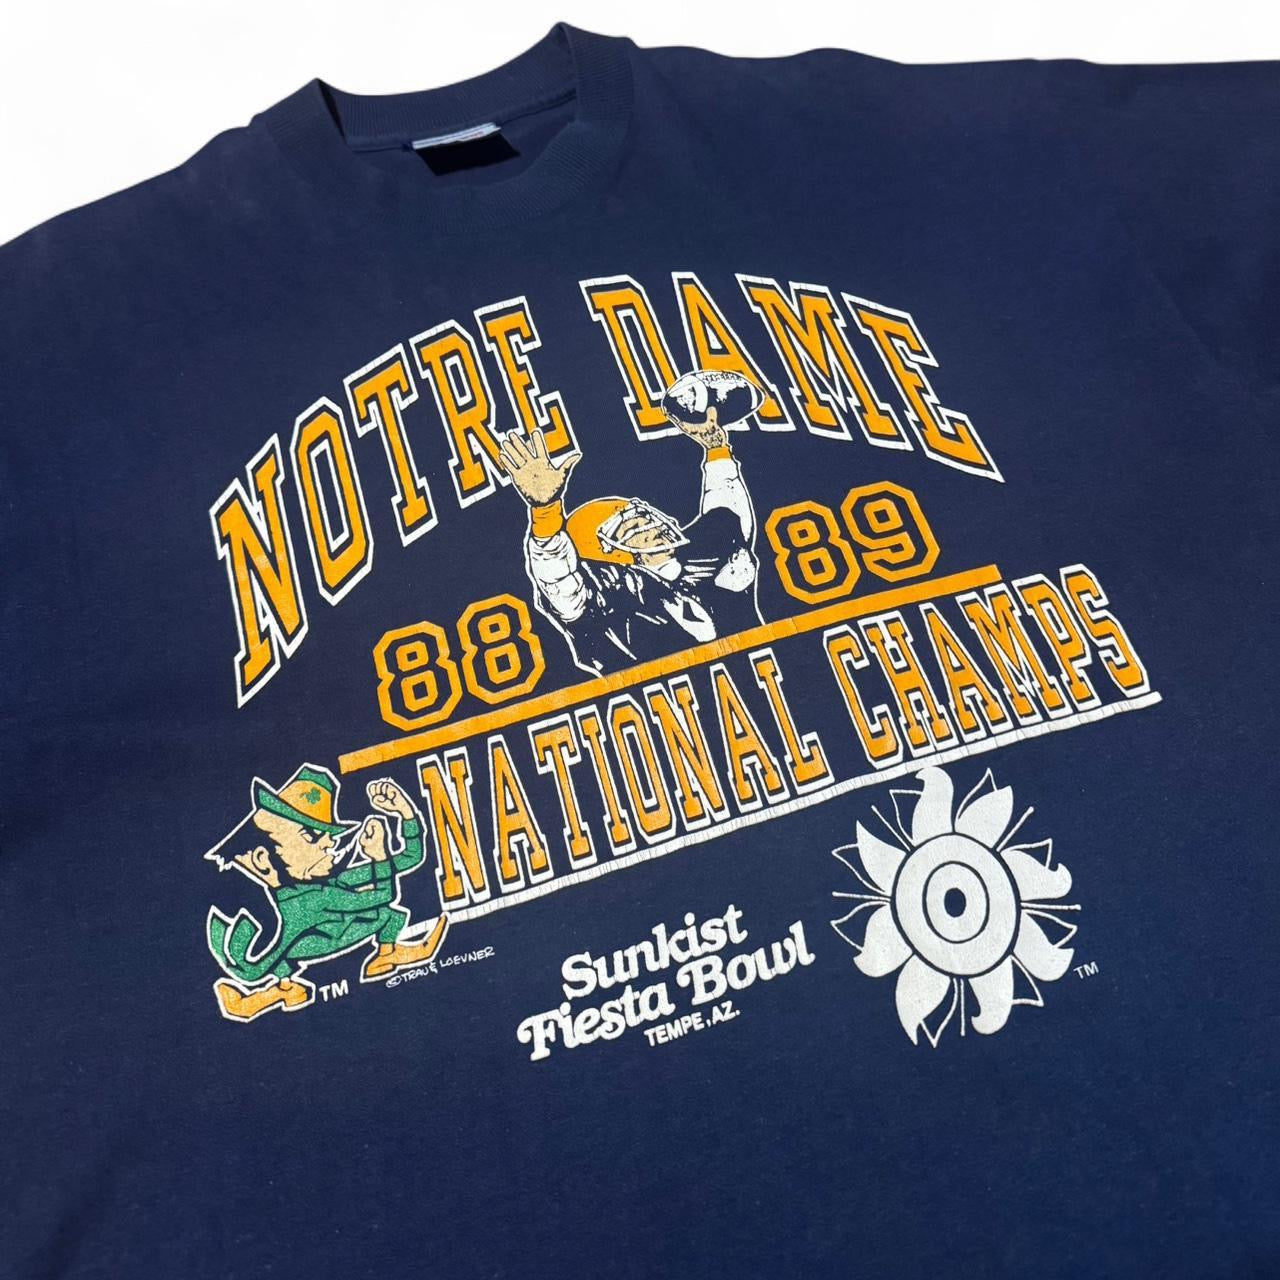 NOTRE DAME
88 89
NATIONAL CHAMPS
TM
© TRAU & LOEVNER
Sunkist
Fiesta Bowl
TEMPE, AZ.
TM